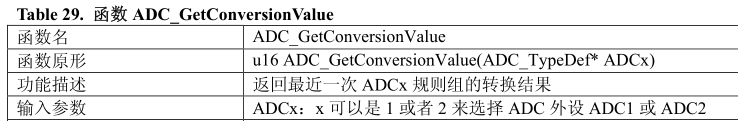 Table 29. 函数 ADC_GetConversionValue
函数名 ADC_GetConversionValue
函数原形 u16 ADC_GetConversionValue(ADC_TypeDef* ADCx)
功能描述 返回最近一次 ADCx 规则组的转换结果
输入参数 ADCx：x 可以是 1 或者 2 来选择 ADC 外设 ADC1 或 ADC2